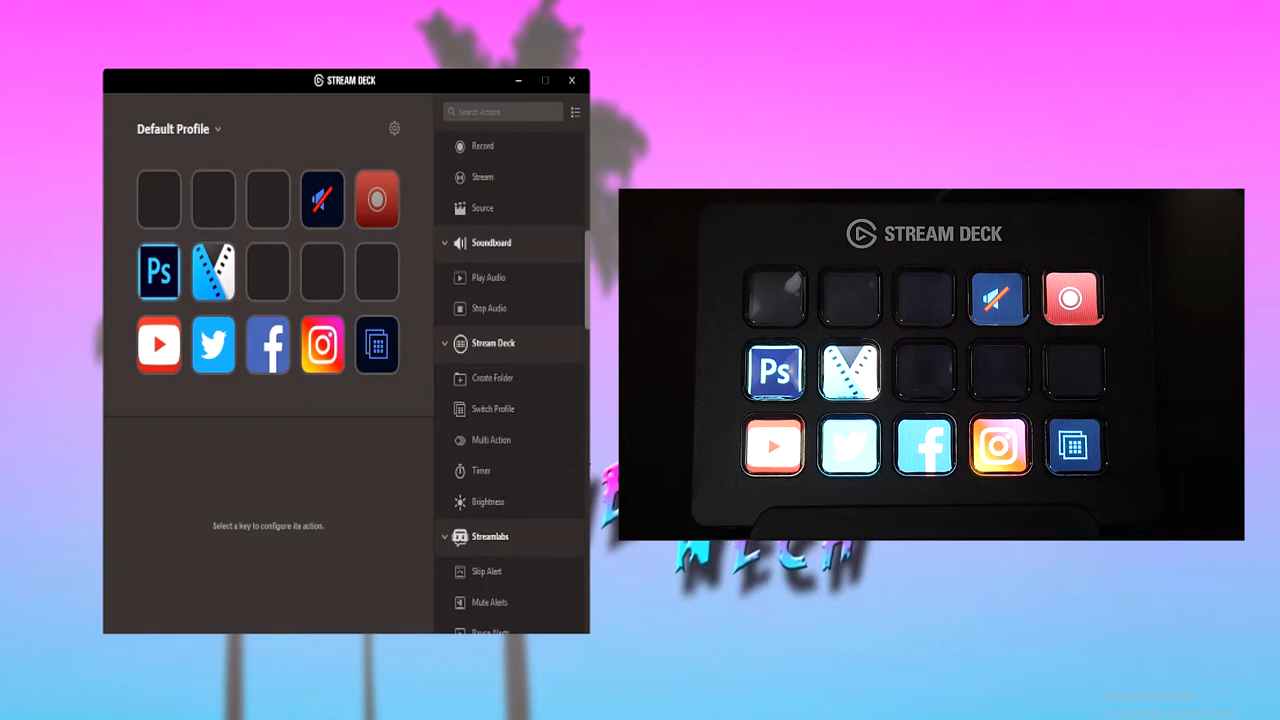 STREAM DECK
Default Profile
Search Actions
Record
Stream
Source
Soundboard
Play Audio
Stop Audio
Stream Deck
Create Folder
Switch Profile
Multi Action
Timer
Brightness
Streamlabs
Skip Alert
Mute Alerts
Pause Alerts
Ps
Select a key to configure its action.
STREAM DECK
Ps